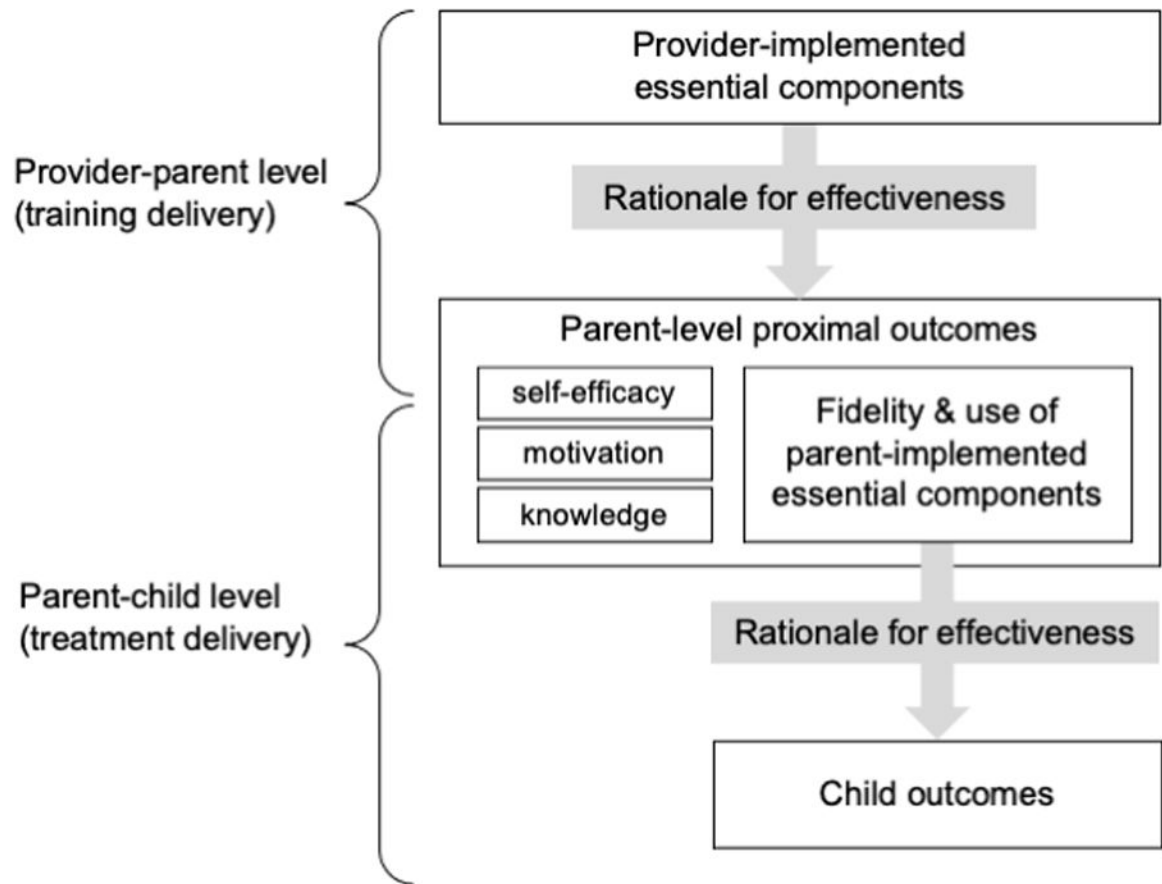 Provider-implemented
essential components
Provider-parent level
(training delivery)
Rationale for effectiveness
Parent-level proximal outcomes
self-efficacy
motivation
knowledge
Fidelity & use of
parent-implemented
essential components
Parent-child level
(treatment delivery)
Rationale for effectiveness
Child outcomes